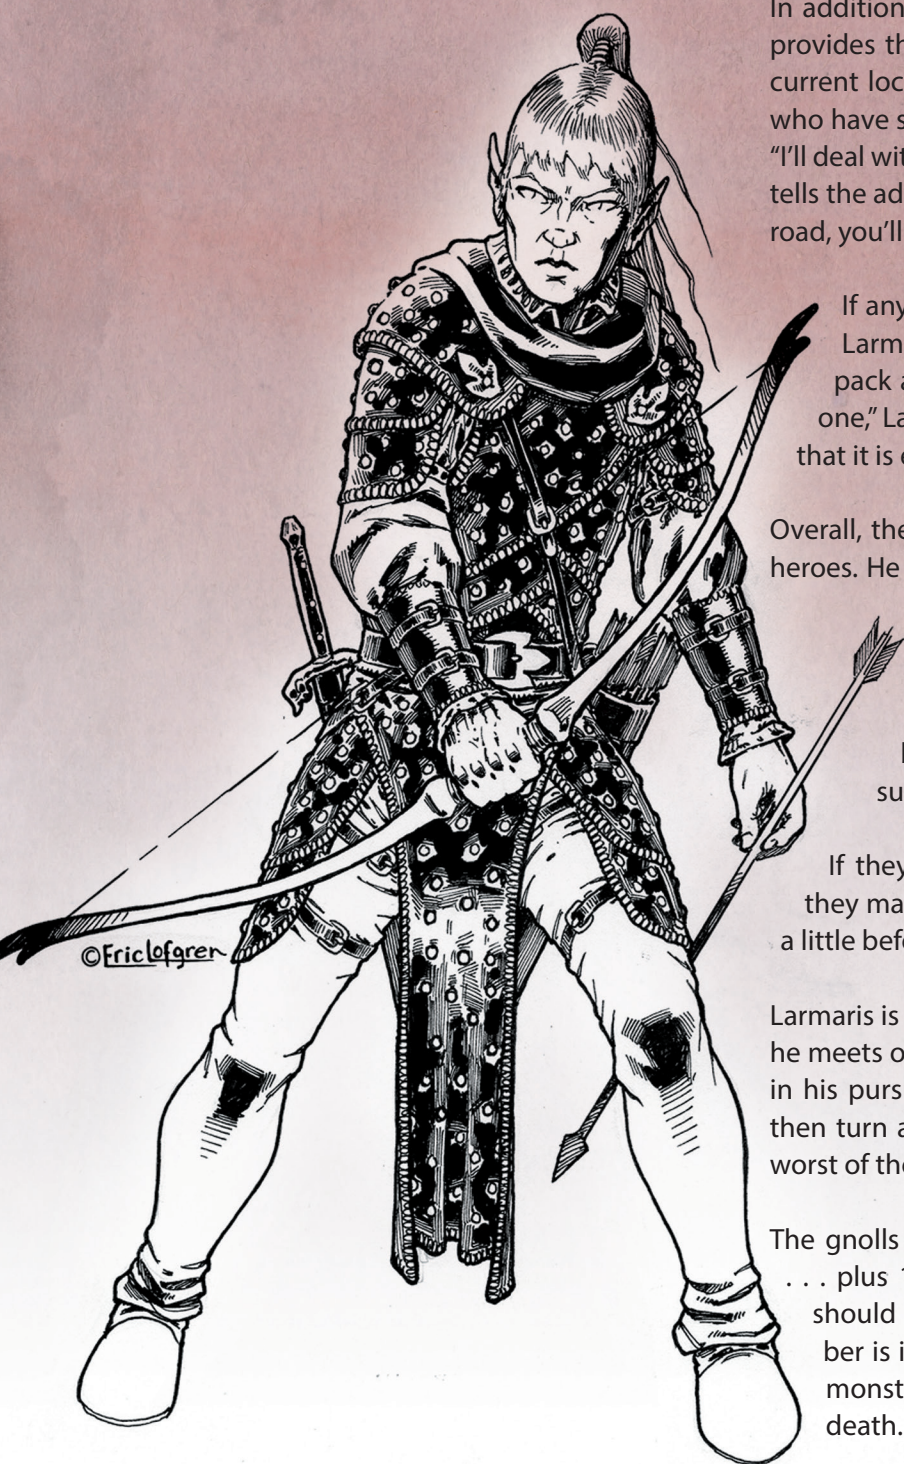 In addition
provides th
current loc
who have s
“I’ll deal wit
tells the ad
road, you’ll
If any
Larm
pack a
one,” La
that it is
Overall, the
heroes. He
su
If they
they ma
a little bef
©EricLofgren
Larmaris is
he meets o
in his purs
then turn a
worst of the
The gnolls
. . . plus
should
ber is i
monst
death.